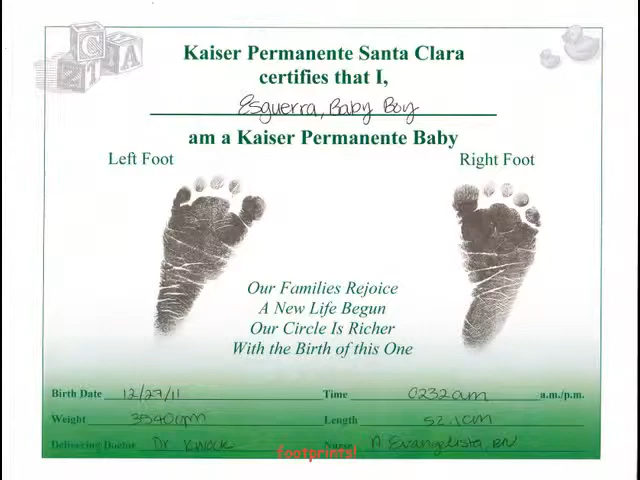 Kaiser Permanente Santa Clara
certifies that I,
Esguerra, Baby Boy
am a Kaiser Permanente Baby
Left Foot
Right Foot
Our Families Rejoice
A New Life Begun
Our Circle Is Richer
With the Birth of this One
Birth Date 12/27/11 Time 0232am a.m./p.m.
Weight 3540gm Length 52.1cm
Delivering Doctor Dr. Kwock Nurse A Evangelista, RN
footprints!